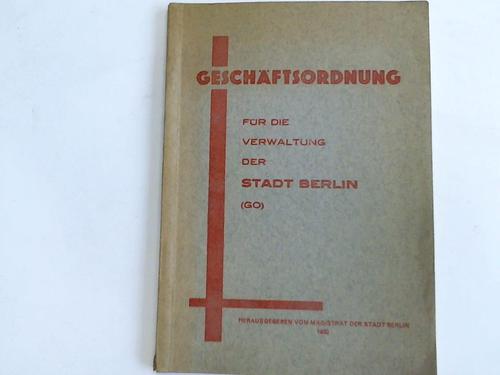 GESCHÄFTSORDNUNG
FÜR DIE
VERWALTUNG
DER
STADT BERLIN
(GO)
HERAUSGEGEBEN VOM MAGISTRAT DER STADT BERLIN